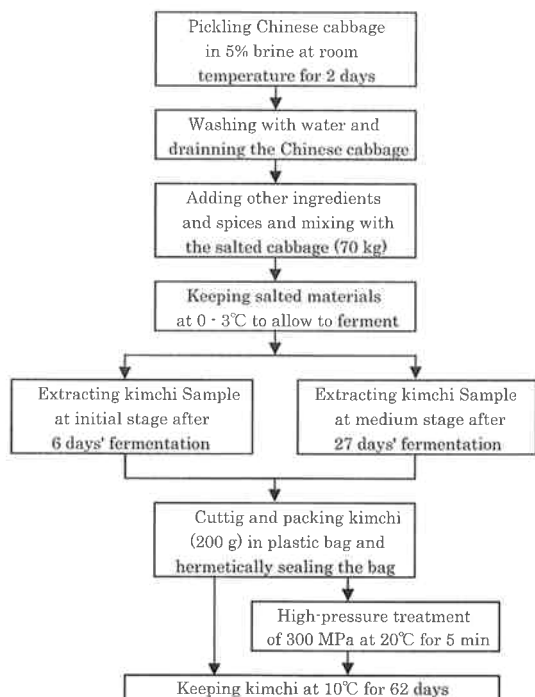 Pickling Chinese cabbage
in 5% brine at room
temperature for 2 days
Washing with water and
drainning the Chinese cabbage
Adding other ingredients
and spices and mixing with
the salted cabbage (70 kg)
Keeping salted materials
at 0 - 3℃ to allow to ferment
Extracting kimchi Sample
at initial stage after
6 days' fermentation
Extracting kimchi Sample
at medium stage after
27 days' fermentation
Cuttig and packing kimchi
(200 g) in plastic bag and
hermetically sealing the bag
High-pressure treatment
of 300 MPa at 20℃ for 5 min
Keeping kimchi at 10℃ for 62 days